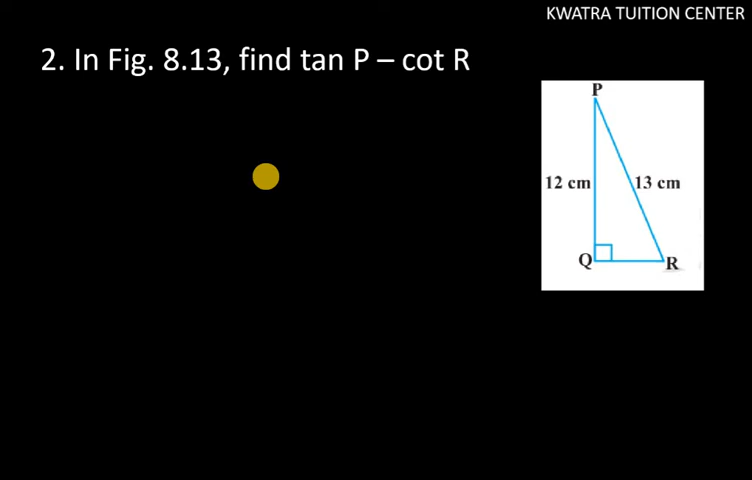 KWATRA TUITION CENTER
2. In Fig. 8.13, find tan P – cot R
P
12 cm
13 cm
Q
R